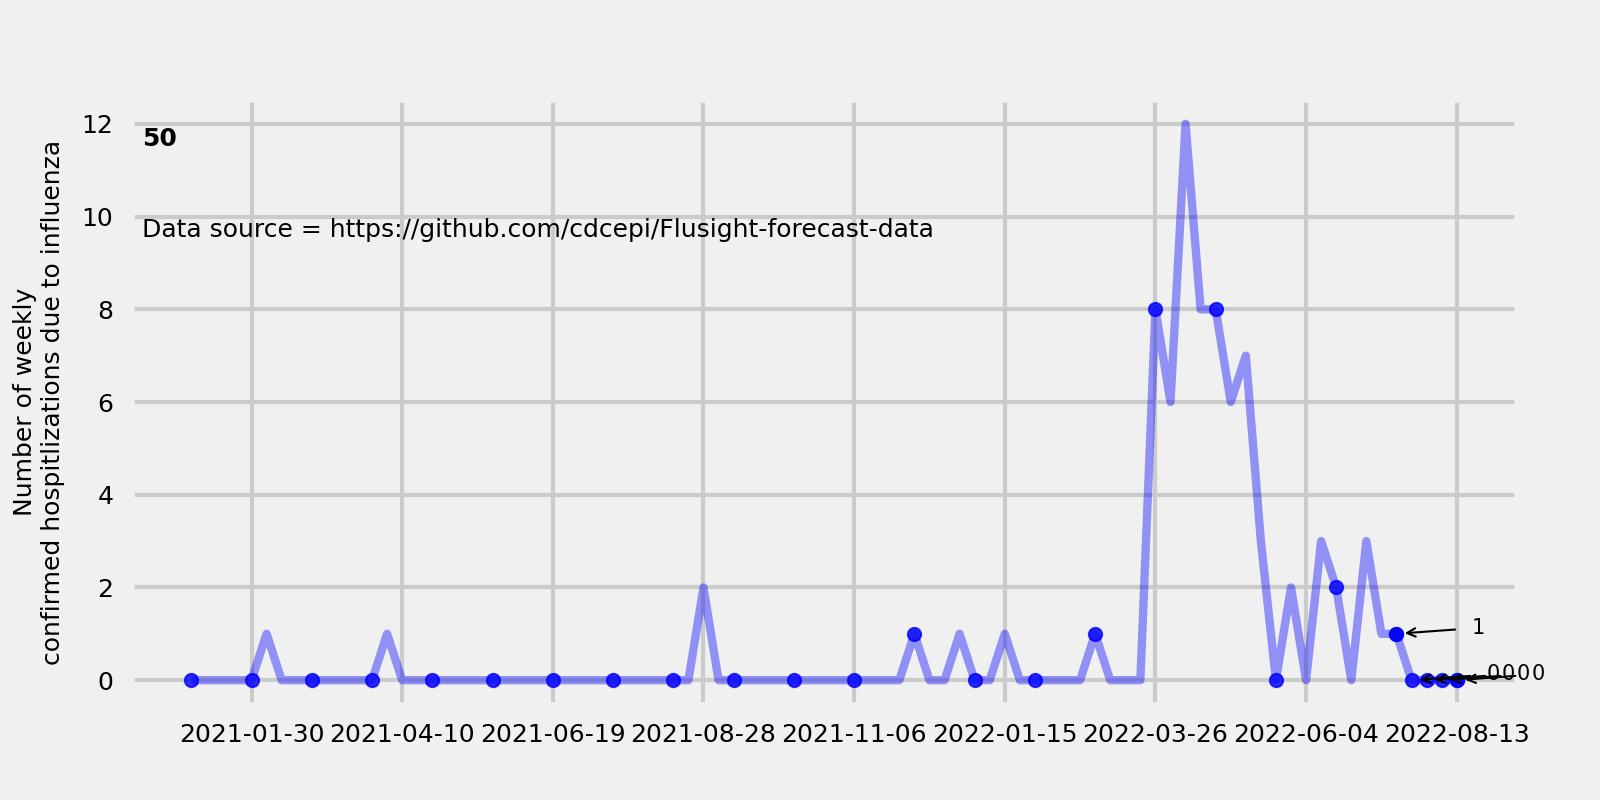 12
50
10
Data source = https://github.com/cdcepi/Flusight-forecast-data
8
6
4
2
0
Number of weekly
confirmed hospitlizations due to influenza
1
0000
2021-01-30 2021-04-10 2021-06-19 2021-08-28 2021-11-06 2022-01-15 2022-03-26 2022-06-04 2022-08-13